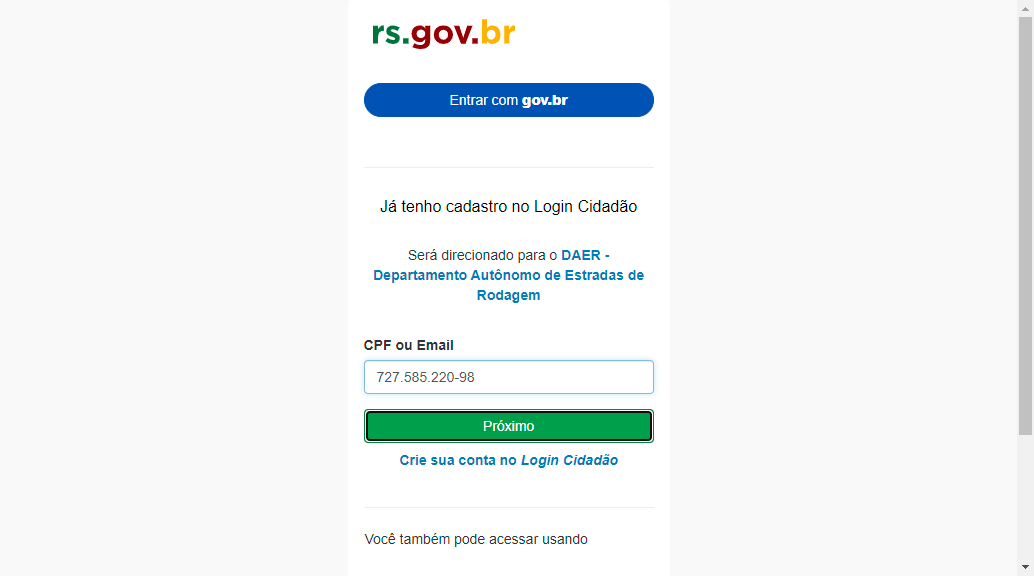 rs.gov.br
Entrar com gov.br
Já tenho cadastro no Login Cidadão
Será direcionado para o DAER -
Departamento Autônomo de Estradas de
Rodagem
CPF ou Email
727.585.220-98
Próximo
Crie sua conta no Login Cidadão
Você também pode acessar usando